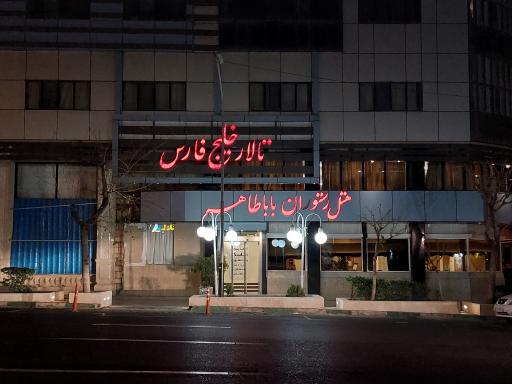 تالار خلیج فارس
هتل رستوران باباطاهر